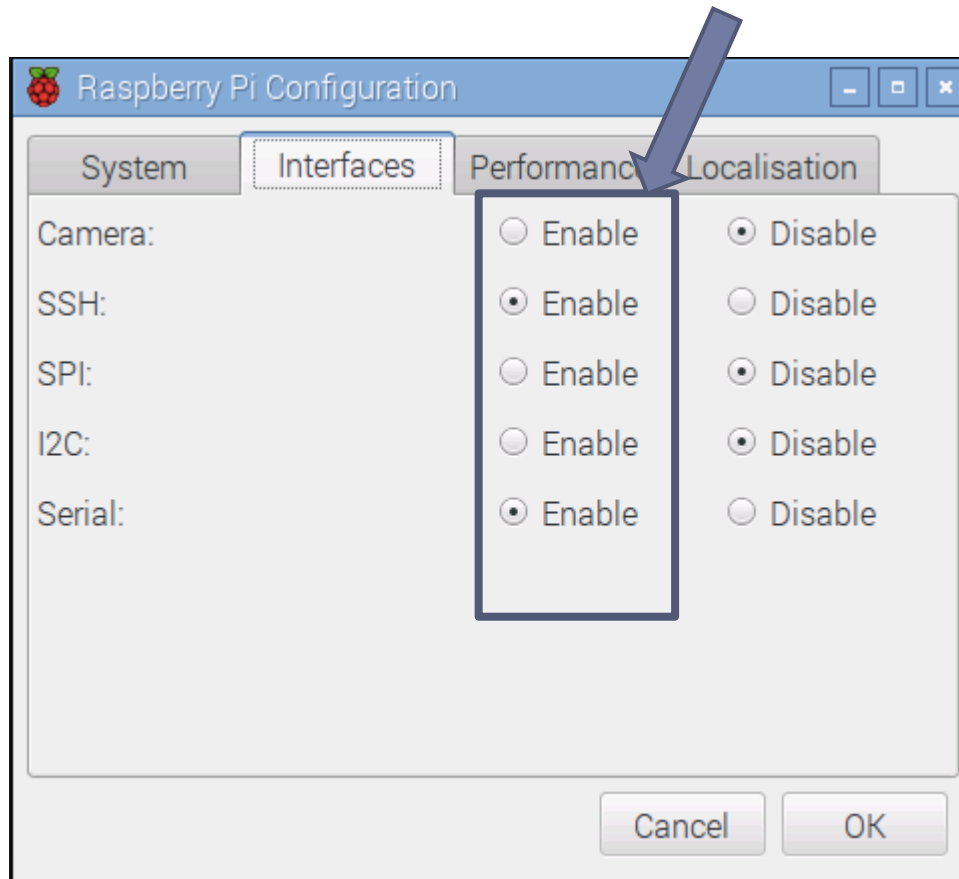 Raspberry Pi Configuration
System Interfaces Performance Localisation
Camera: Enable Disable
SSH: Enable Disable
SPI: Enable Disable
I2C: Enable Disable
Serial: Enable Disable
Cancel OK